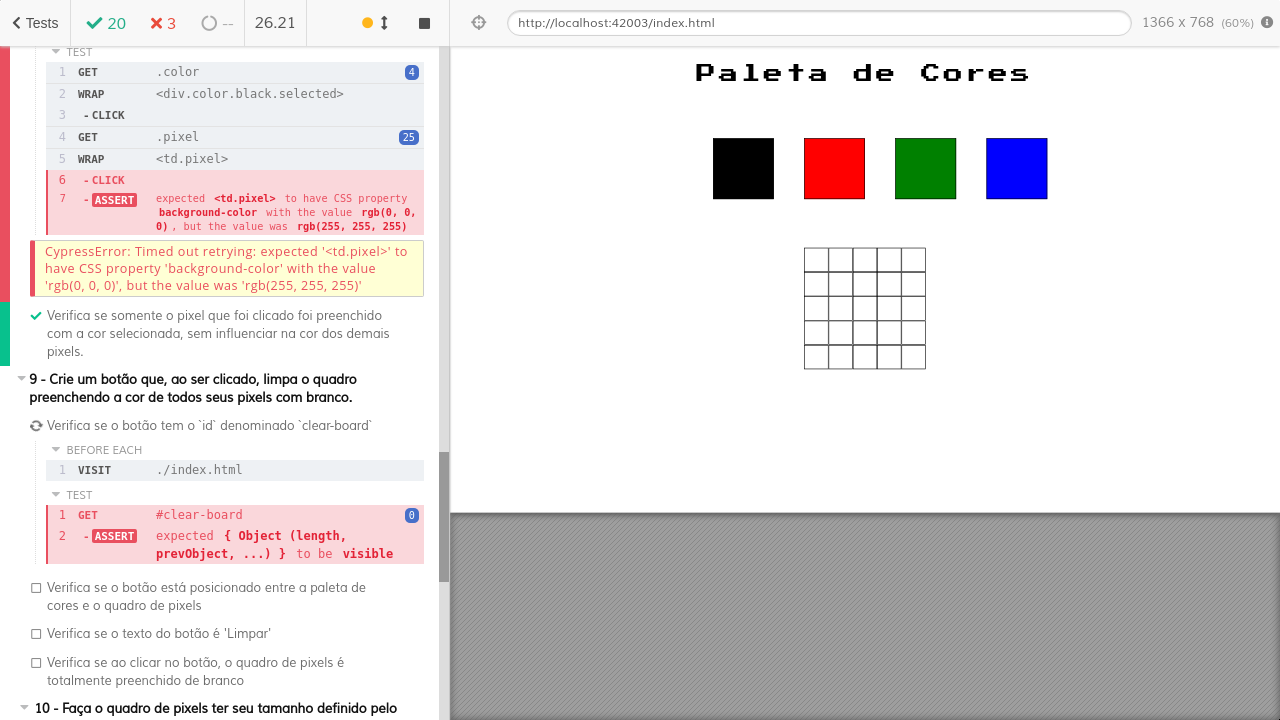 Tests 20 3 -- 26.21 http://localhost:42003/index.html 1366 x 768 (60%)
TEST
1 GET .color 4
2 WRAP <div.color.black.selected>
3 - CLICK
4 GET .pixel 25
5 WRAP <td.pixel>
6 - CLICK
7 - ASSERT expected <td.pixel> to have CSS property
background-color with the value rgb(0, 0,
0) , but the value was rgb(255, 255, 255)
CypressError: Timed out retrying: expected '<td.pixel>' to
have CSS property 'background-color' with the value
'rgb(0, 0, 0)', but the value was 'rgb(255, 255, 255)'
Verifica se somente o pixel que foi clicado foi preenchido
com a cor selecionada, sem influenciar na cor dos demais
pixels.
9 - Crie um botão que, ao ser clicado, limpa o quadro
preenchendo a cor de todos seus pixels com branco.
Verifica se o botão tem o `id` denominado `clear-board`
BEFORE EACH
1 VISIT ./index.html
TEST
1 GET #clear-board 0
2 - ASSERT expected { Object (length,
prevObject, ...) } to be visible
Verifica se o botão está posicionado entre a paleta de
cores e o quadro de pixels
Verifica se o texto do botão é 'Limpar'
Verifica se ao clicar no botão, o quadro de pixels é
totalmente preenchido de branco
10 - Faça o quadro de pixels ter seu tamanho definido pelo
Paleta de Cores